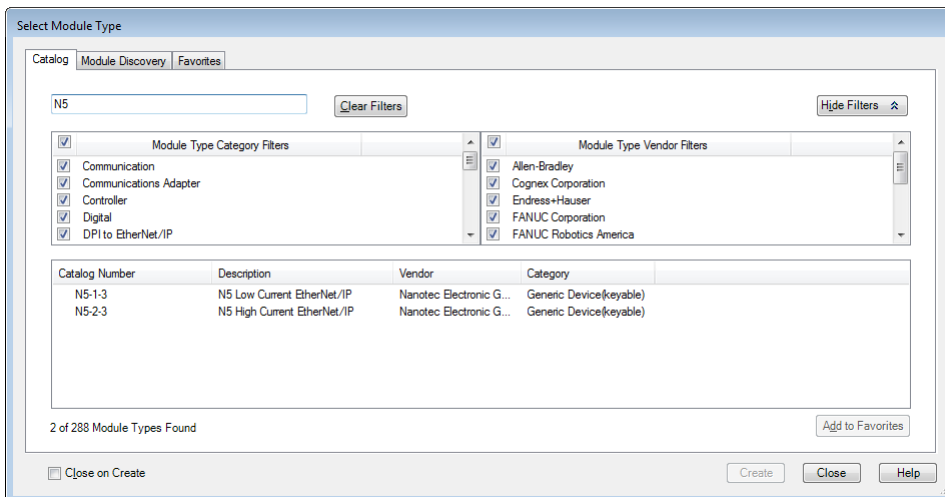 Select Module Type
Catalog Module Discovery Favorites
N5 Clear Filters Hide Filters
Module Type Category Filters Module Type Vendor Filters
Communication Allen-Bradley
Communications Adapter Cognex Corporation
Controller Endress+Hauser
Digital FANUC Corporation
DPI to EtherNet/IP FANUC Robotics America
Catalog Number Description Vendor Category
N5-1-3 N5 Low Current EtherNet/IP Nanotec Electronic G... Generic Device(keyable)
N5-2-3 N5 High Current EtherNet/IP Nanotec Electronic G... Generic Device(keyable)
2 of 288 Module Types Found Add to Favorites
Close on Create Create Close Help